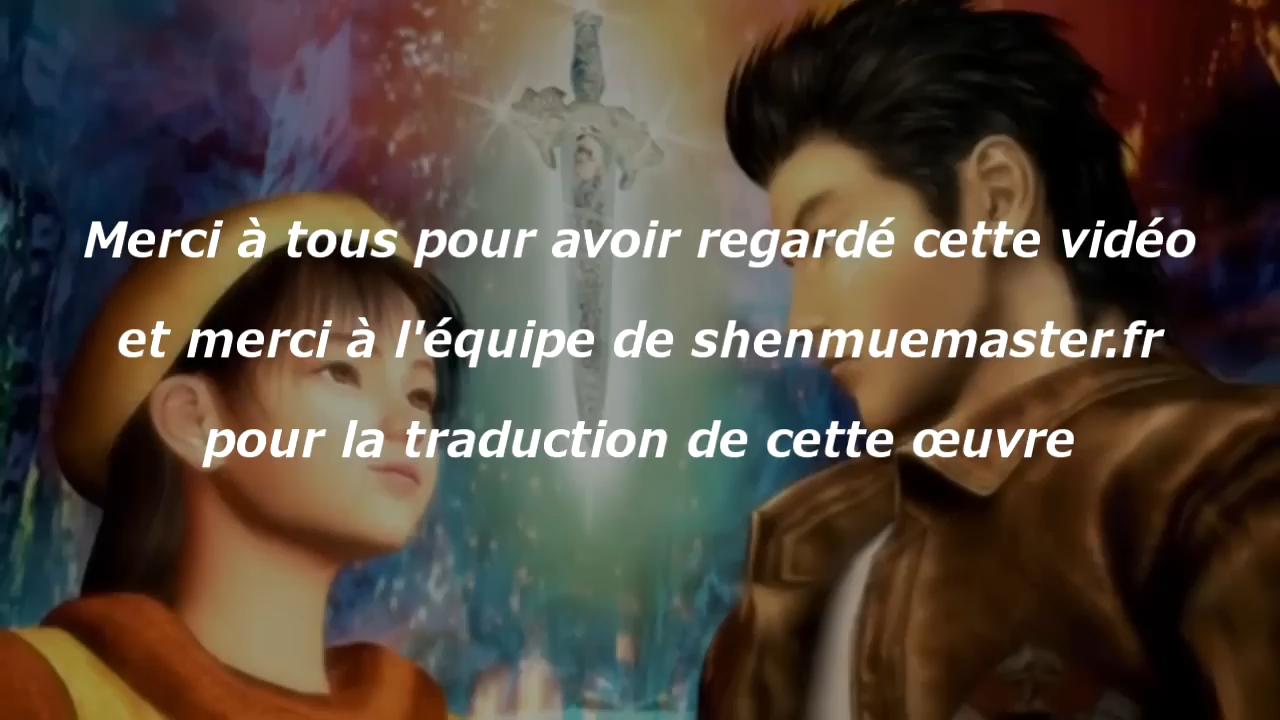 Merci à tous pour avoir regardé cette vidéo
et merci à l'équipe de shenmuemaster.fr
pour la traduction de cette œuvre